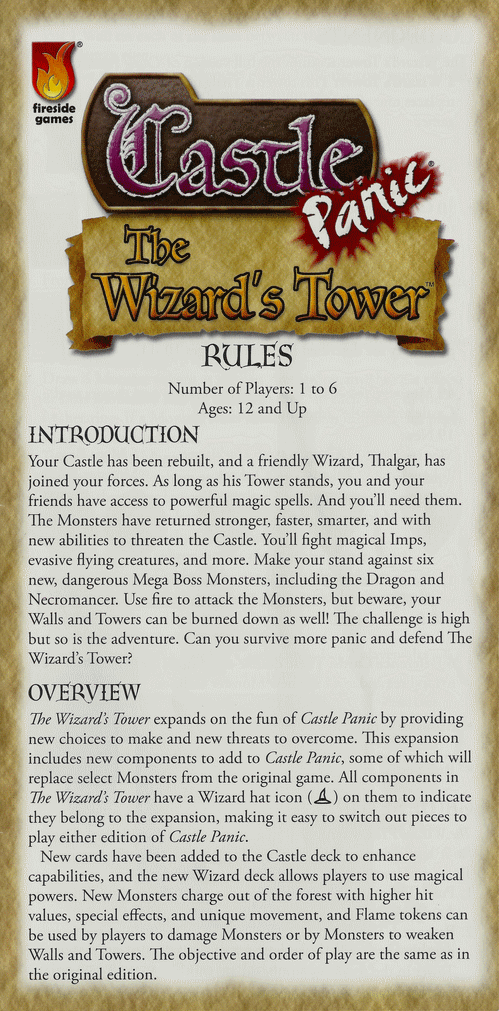 fireside
games
®
Castle
Panic®
The
Wizard's Tower™
RULES
Number of Players: 1 to 6
Ages: 12 and Up
INTRODUCTION
Your Castle has been rebuilt, and a friendly Wizard, Thalgar, has
joined your forces. As long as his Tower stands, you and your
friends have access to powerful magic spells. And you'll need them.
The Monsters have returned stronger, faster, smarter, and with
new abilities to threaten the Castle. You'll fight magical Imps,
evasive flying creatures, and more. Make your stand against six
new, dangerous Mega Boss Monsters, including the Dragon and
Necromancer. Use fire to attack the Monsters, but beware, your
Walls and Towers can be burned down as well! The challenge is high
but so is the adventure. Can you survive more panic and defend The
Wizard's Tower?
OVERVIEW
The Wizard's Tower expands on the fun of Castle Panic by providing
new choices to make and new threats to overcome. This expansion
includes new components to add to Castle Panic, some of which will
replace select Monsters from the original game. All components in
The Wizard's Tower have a Wizard hat icon ( ) on them to indicate
they belong to the expansion, making it easy to switch out pieces to
play either edition of Castle Panic.
New cards have been added to the Castle deck to enhance
capabilities, and the new Wizard deck allows players to use magical
powers. New Monsters charge out of the forest with higher hit
values, special effects, and unique movement, and Flame tokens can
be used by players to damage Monsters or by Monsters to weaken
Walls and Towers. The objective and order of play are the same as in
the original edition.